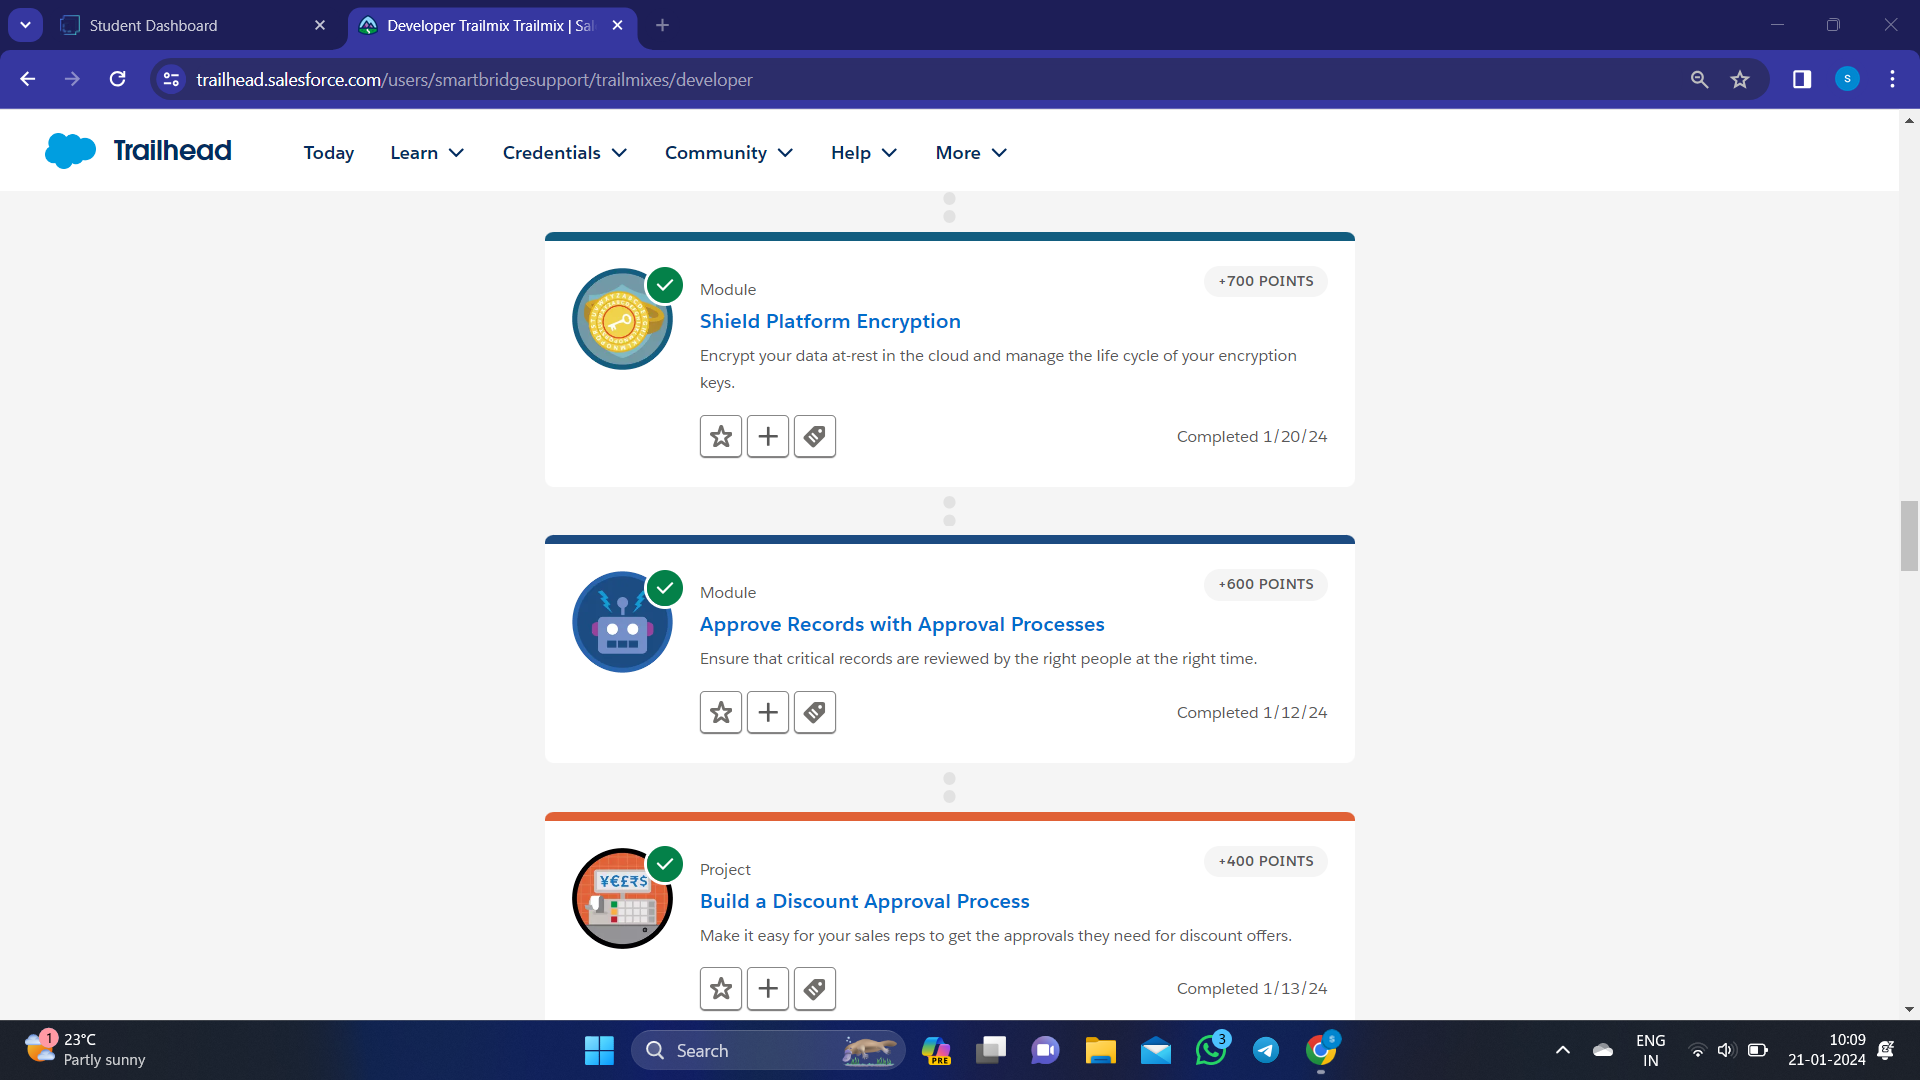 Student Dashboard
Developer Trailmix Trailmix | Sal
trailhead.salesforce.com/users/smartbridgesupport/trailmixes/developer
S
Trailhead
Today
Learn
Credentials
Community
Help
More
Module
+700 POINTS
Shield Platform Encryption
Encrypt your data at-rest in the cloud and manage the life cycle of your encryption
keys.
Completed 1/20/24
Module
+600 POINTS
Approve Records with Approval Processes
Ensure that critical records are reviewed by the right people at the right time.
Completed 1/12/24
¥€£₹$
Project
+400 POINTS
Build a Discount Approval Process
Make it easy for your sales reps to get the approvals they need for discount offers.
Completed 1/13/24
1
23°C
Partly sunny
Search
PRE
3
S
ENG
IN
10:09
21-01-2024